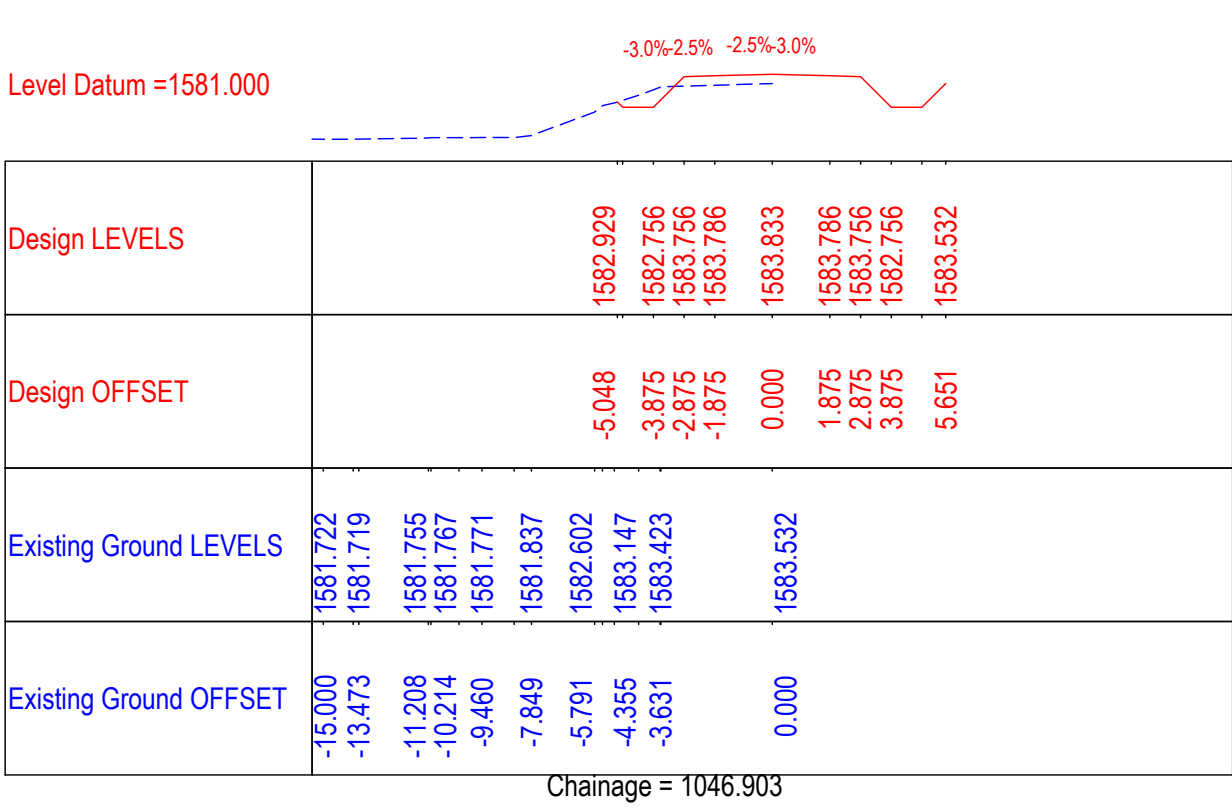 -3.0%-2.5% -2.5%-3.0%
Level Datum =1581.000
Design LEVELS 1582.929 1582.756 1583.756 1583.786 1583.833 1583.786 1583.756 1582.756 1583.532
Design OFFSET -5.048 -3.875 -2.875 -1.875 0.000 1.875 2.875 3.875 5.651
Existing Ground LEVELS 1581.722 1581.719 1581.755 1581.767 1581.771 1581.837 1582.602 1583.147 1583.423 1583.532
Existing Ground OFFSET -15.000 -13.473 -11.208 -10.214 -9.460 -7.849 -5.791 -4.355 -3.631 0.000
Chainage = 1046.903